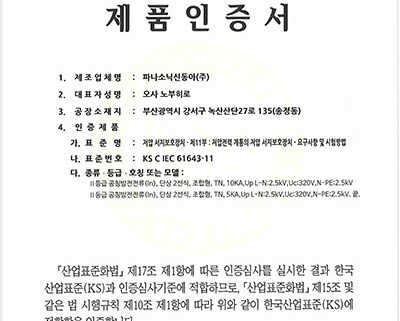 제 품 인 증 서
1. 제 조 업 체 명 : 파나소닉신동아(주)
2. 대 표 자 성 명 : 오사 노부히로
3. 공 장 소 재 지 : 부산광역시 강서구 녹산산단27로 135(송정동)
4. 인 증 제 품
가. 표 준 명 : 저압 서지보호장치 - 제11부 : 저압전력 계통의 저압 서지보호장치 - 요구사항 및 시험방법
나. 표 준 번 호 : KS C IEC 61643-11
다. 종류 · 등급 · 호칭 또는 모델 :
II등급 공칭방전전류(In), 단상 2선식, 조합형, TN, 10KA,Up L-N:2.5kV,Uc:320V,N-PE:2.5kV
II등급 공칭방전전류(In), 단상 2선식, 조합형, TN, 5KA,Up L-N:2.5kV,Uc:320V,N-PE:2.5kV. 끝.
「산업표준화법」 제17조 제1항에 따른 인증심사를 실시한 결과 한국
산업표준(KS)과 인증심사기준에 적합하므로, 「산업표준화법」 제15조 및
같은 법 시행규칙 제10조 제1항에 따라 위와 같이 한국산업표준(KS)에